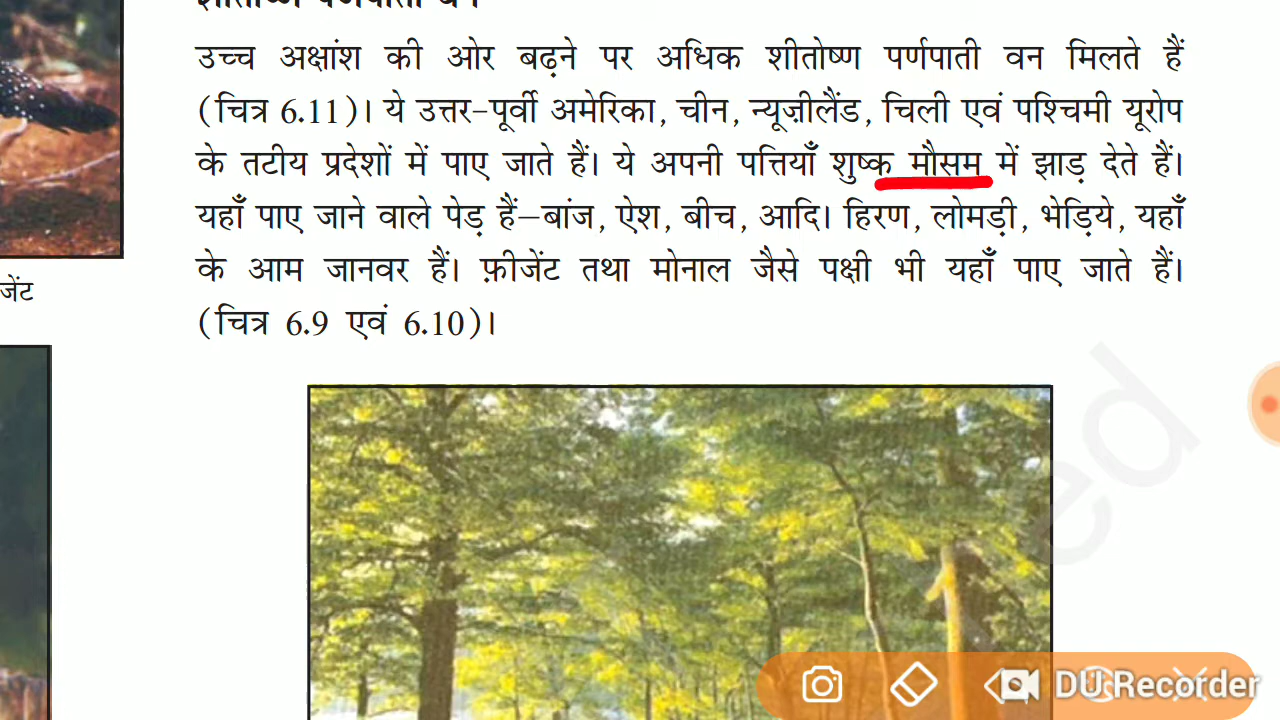 उच्च अक्षांश की ओर बढ़ने पर अधिक शीतोष्ण पर्णपाती वन मिलते हैं
(चित्र 6.11)। ये उत्तर-पूर्वी अमेरिका, चीन, न्यूज़ीलैंड, चिली एवं पश्चिमी यूरोप
के तटीय प्रदेशों में पाए जाते हैं। ये अपनी पत्तियाँ शुष्क मौसम में झाड़ देते हैं।
यहाँ पाए जाने वाले पेड़ हैं—बांज, ऐश, बीच, आदि। हिरण, लोमड़ी, भेड़िये, यहाँ
के आम जानवर हैं। फ़ीजेंट तथा मोनाल जैसे पक्षी भी यहाँ पाए जाते हैं।
(चित्र 6.9 एवं 6.10)।
जेंट
ed
DU Recorder